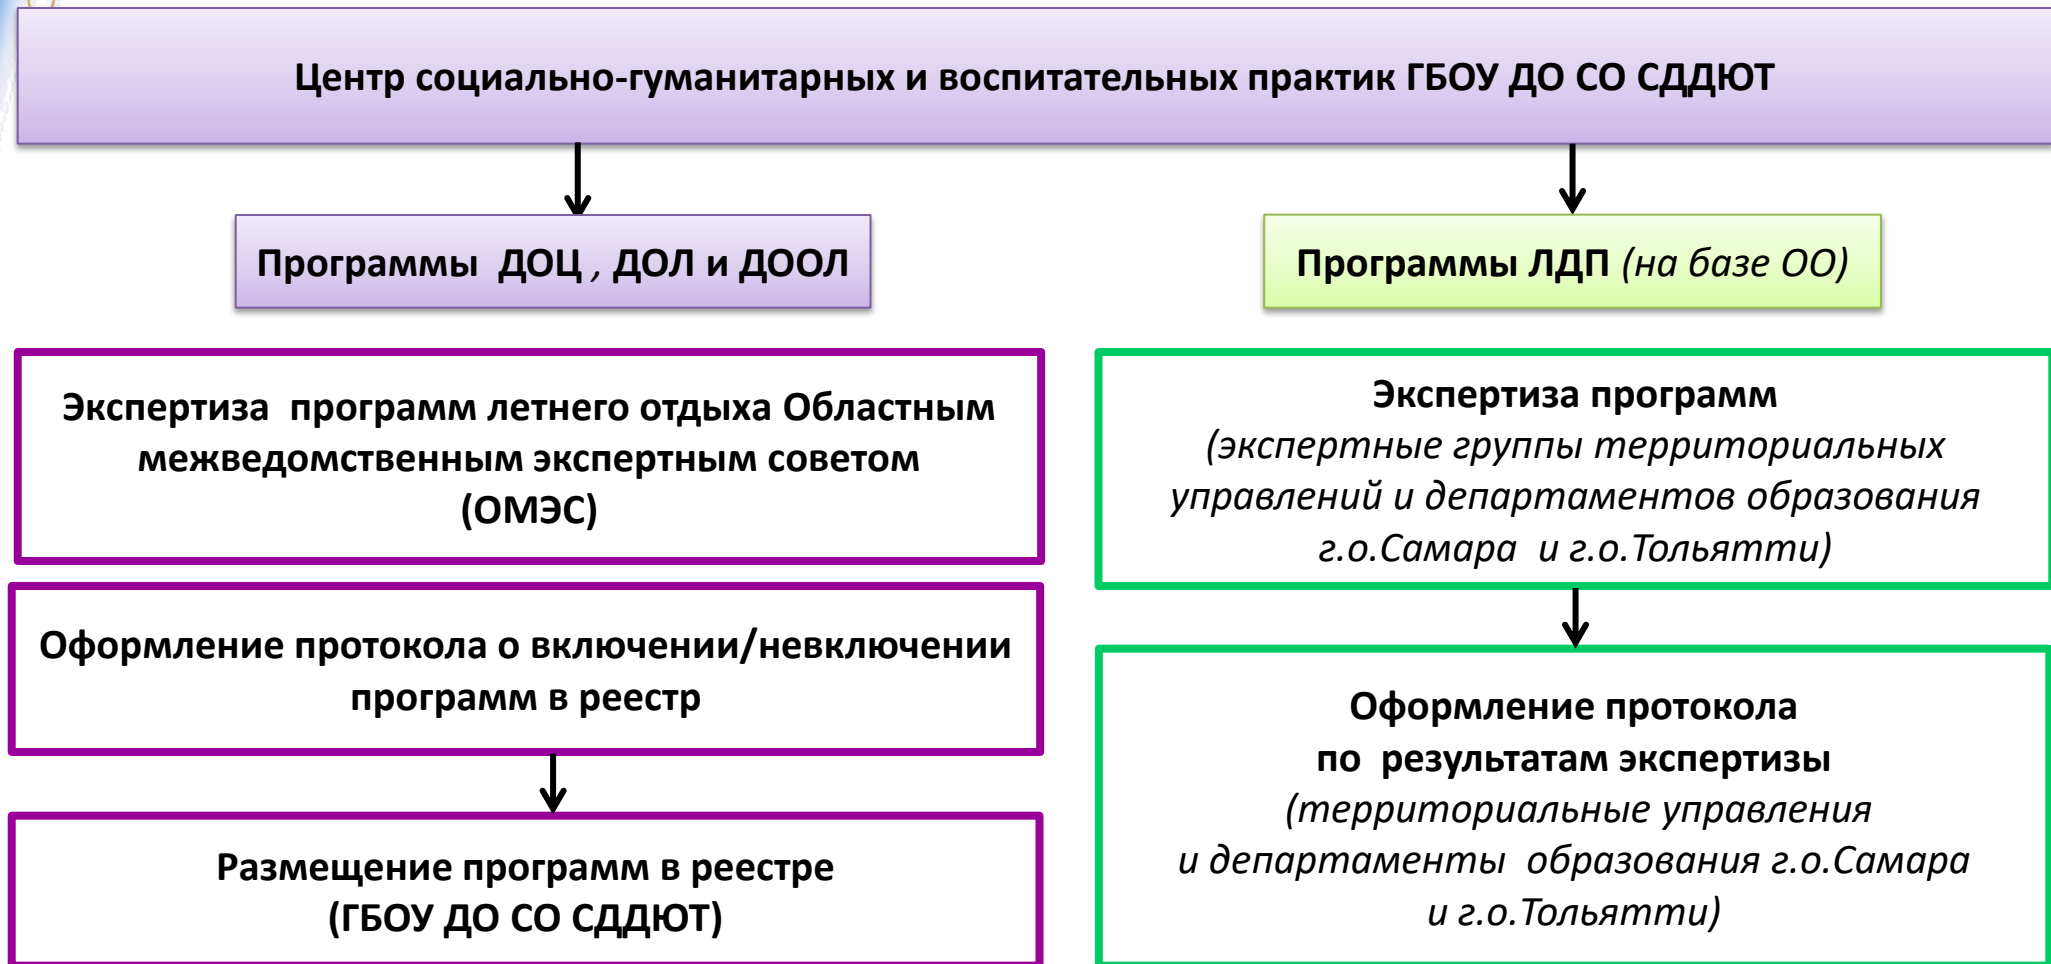 Центр социально-гуманитарных и воспитательных практик ГБОУ ДО СО СДДЮТ
Программы ДОЦ , ДОЛ и ДООЛ
Экспертиза программ летнего отдыха Областным
межведомственным экспертным советом
(ОМЭС)
Оформление протокола о включении/невключении
программ в реестр
Размещение программ в реестре
(ГБОУ ДО СО СДДЮТ)
Программы ЛДП (на базе ОО)
Экспертиза программ
(экспертные группы территориальных
управлений и департаментов образования
г.о.Самара и г.о.Тольятти)
Оформление протокола
по результатам экспертизы
(территориальные управления
и департаменты образования г.о.Самара
и г.о.Тольятти)